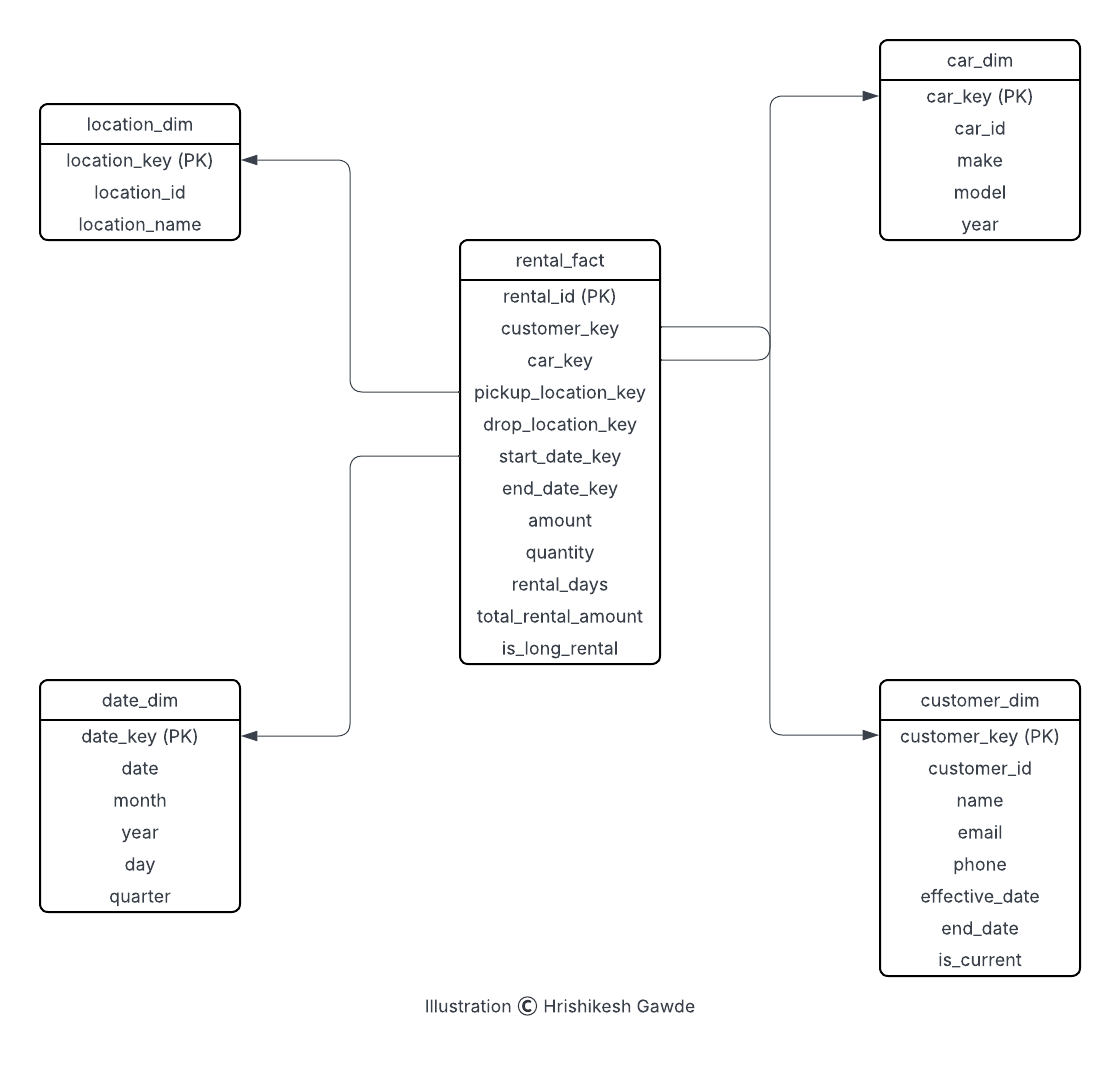 location_dim
location_key (PK)
location_id
location_name
car_dim
car_key (PK)
car_id
make
model
year
rental_fact
rental_id (PK)
customer_key
car_key
pickup_location_key
drop_location_key
start_date_key
end_date_key
amount
quantity
rental_days
total_rental_amount
is_long_rental
date_dim
date_key (PK)
date
month
year
day
quarter
customer_dim
customer_key (PK)
customer_id
name
email
phone
effective_date
end_date
is_current
Illustration © Hrishikesh Gawde